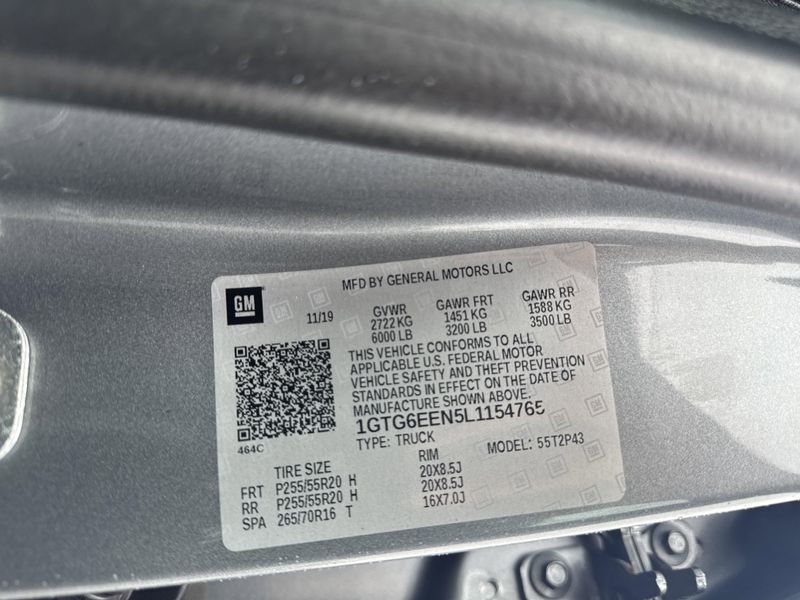 MFD BY GENERAL MOTORS LLC
GM
11/19
GVWR GAWR FRT GAWR RR
2722 KG 1451 KG 1588 KG
6000 LB 3200 LB 3500 LB
THIS VEHICLE CONFORMS TO ALL
APPLICABLE U.S. FEDERAL MOTOR
VEHICLE SAFETY AND THEFT PREVENTION
STANDARDS IN EFFECT ON THE DATE OF
MANUFACTURE SHOWN ABOVE.
1GTG6EEN5L1154765
TYPE: TRUCK MODEL: 55T2P43
464C
TIRE SIZE RIM
FRT P255/55R20 H 20X8.5J
RR P255/55R20 H 20X8.5J
SPA 265/70R16 T 16X7.0J